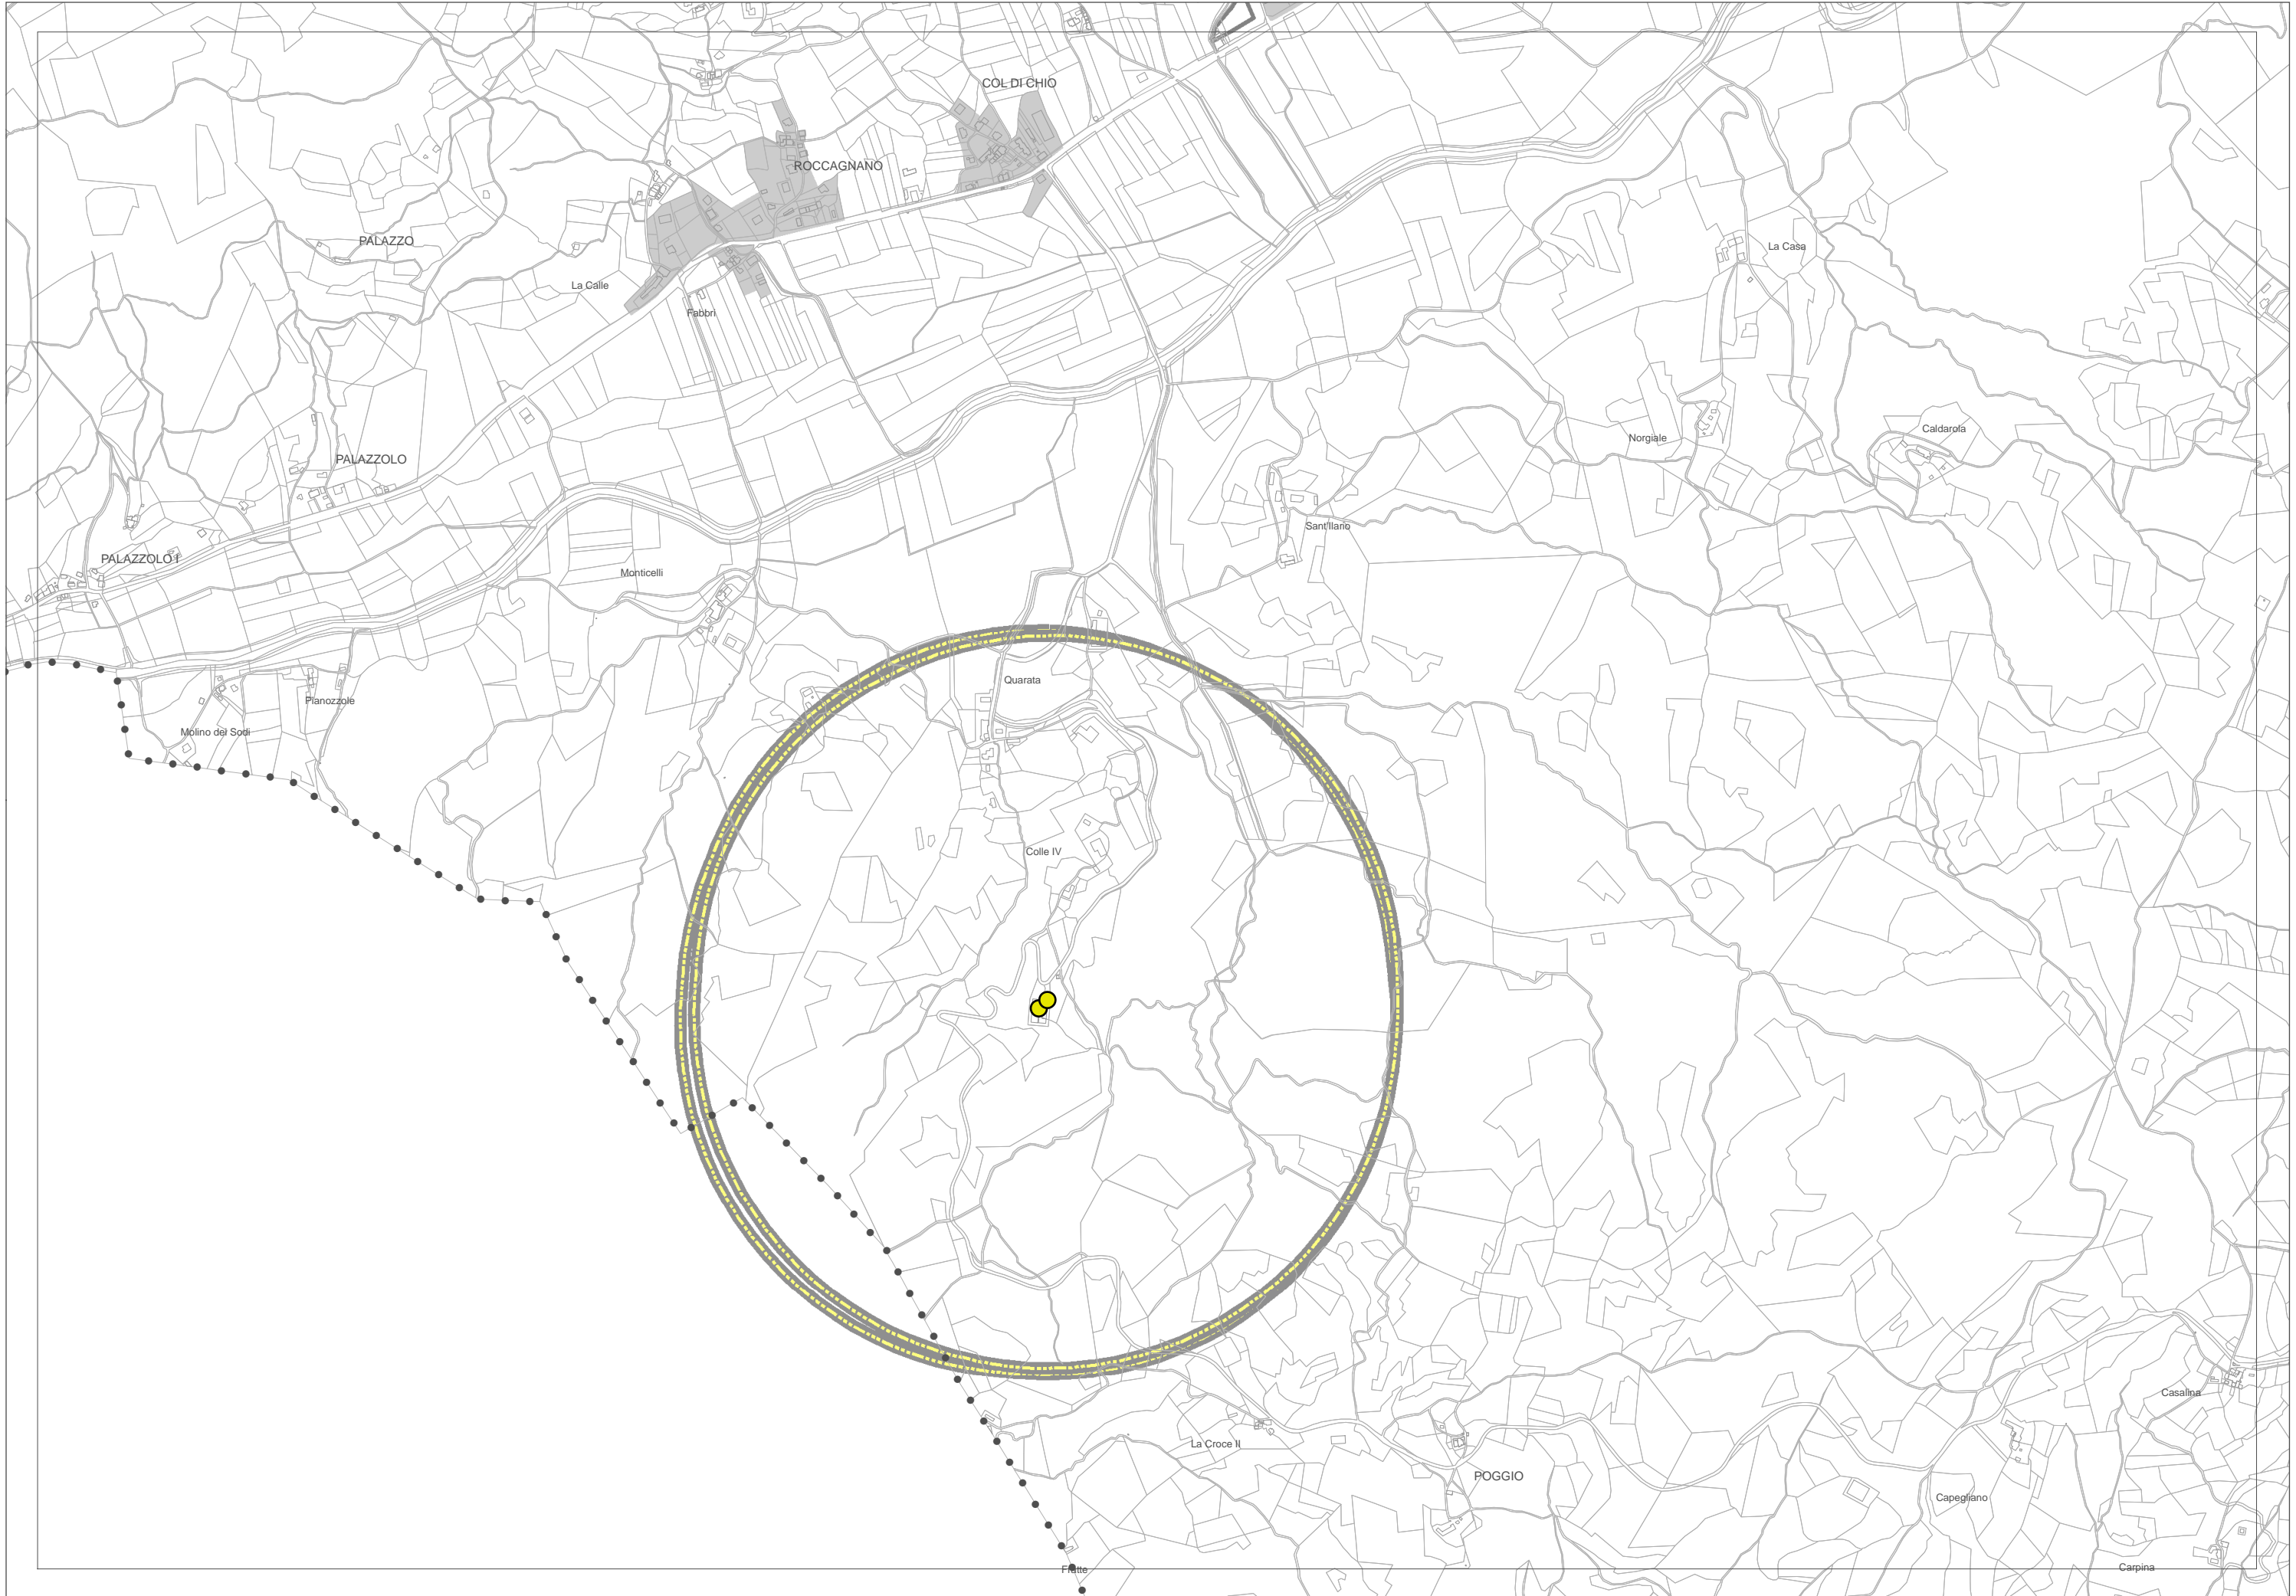 COL DI CHIO
ROCCAGNANO
PALAZZO
La Casa
La Calle
Fabbri
Caldarola
Norgiale
PALAZZOLO
Sant'Ilario
PALAZZOLO I
Monticelli
Quarata
Pianozzole
Molino dei Sodi
Colle IV
Casalina
La Croce II
POGGIO
Capegliano
Fratte
Carpina